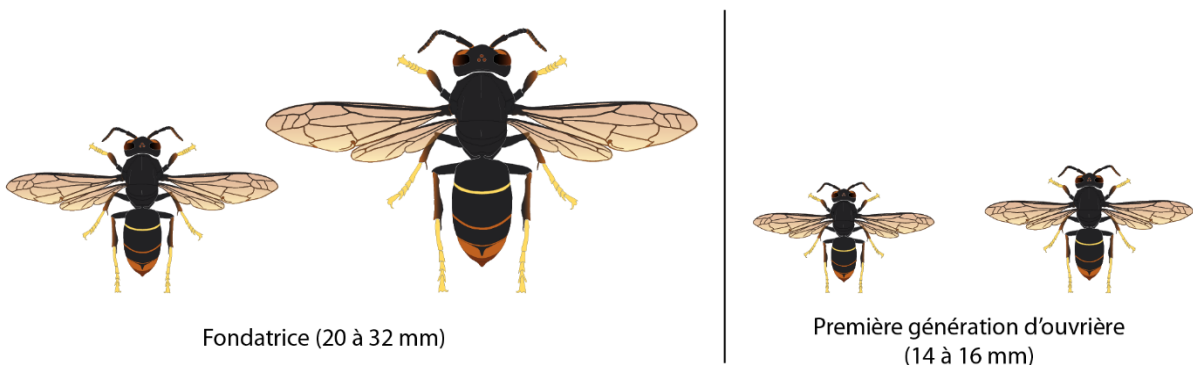 Fondatrice (20 à 32 mm)
Première génération d'ouvrière
(14 à 16 mm)